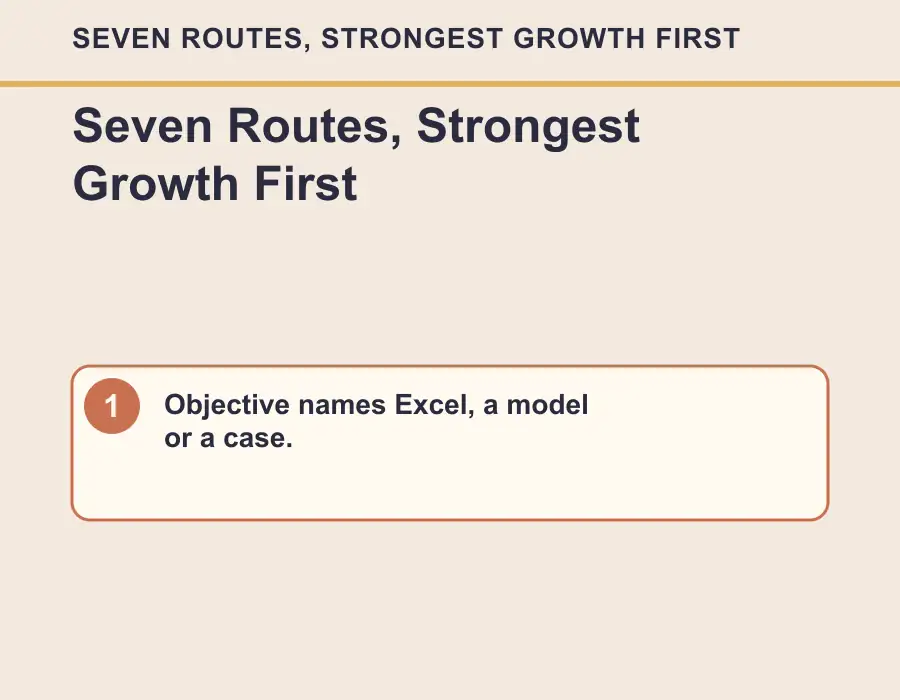 SEVEN ROUTES, STRONGEST GROWTH FIRST
Seven Routes, Strongest
Growth First
1
Objective names Excel, a model
or a case.